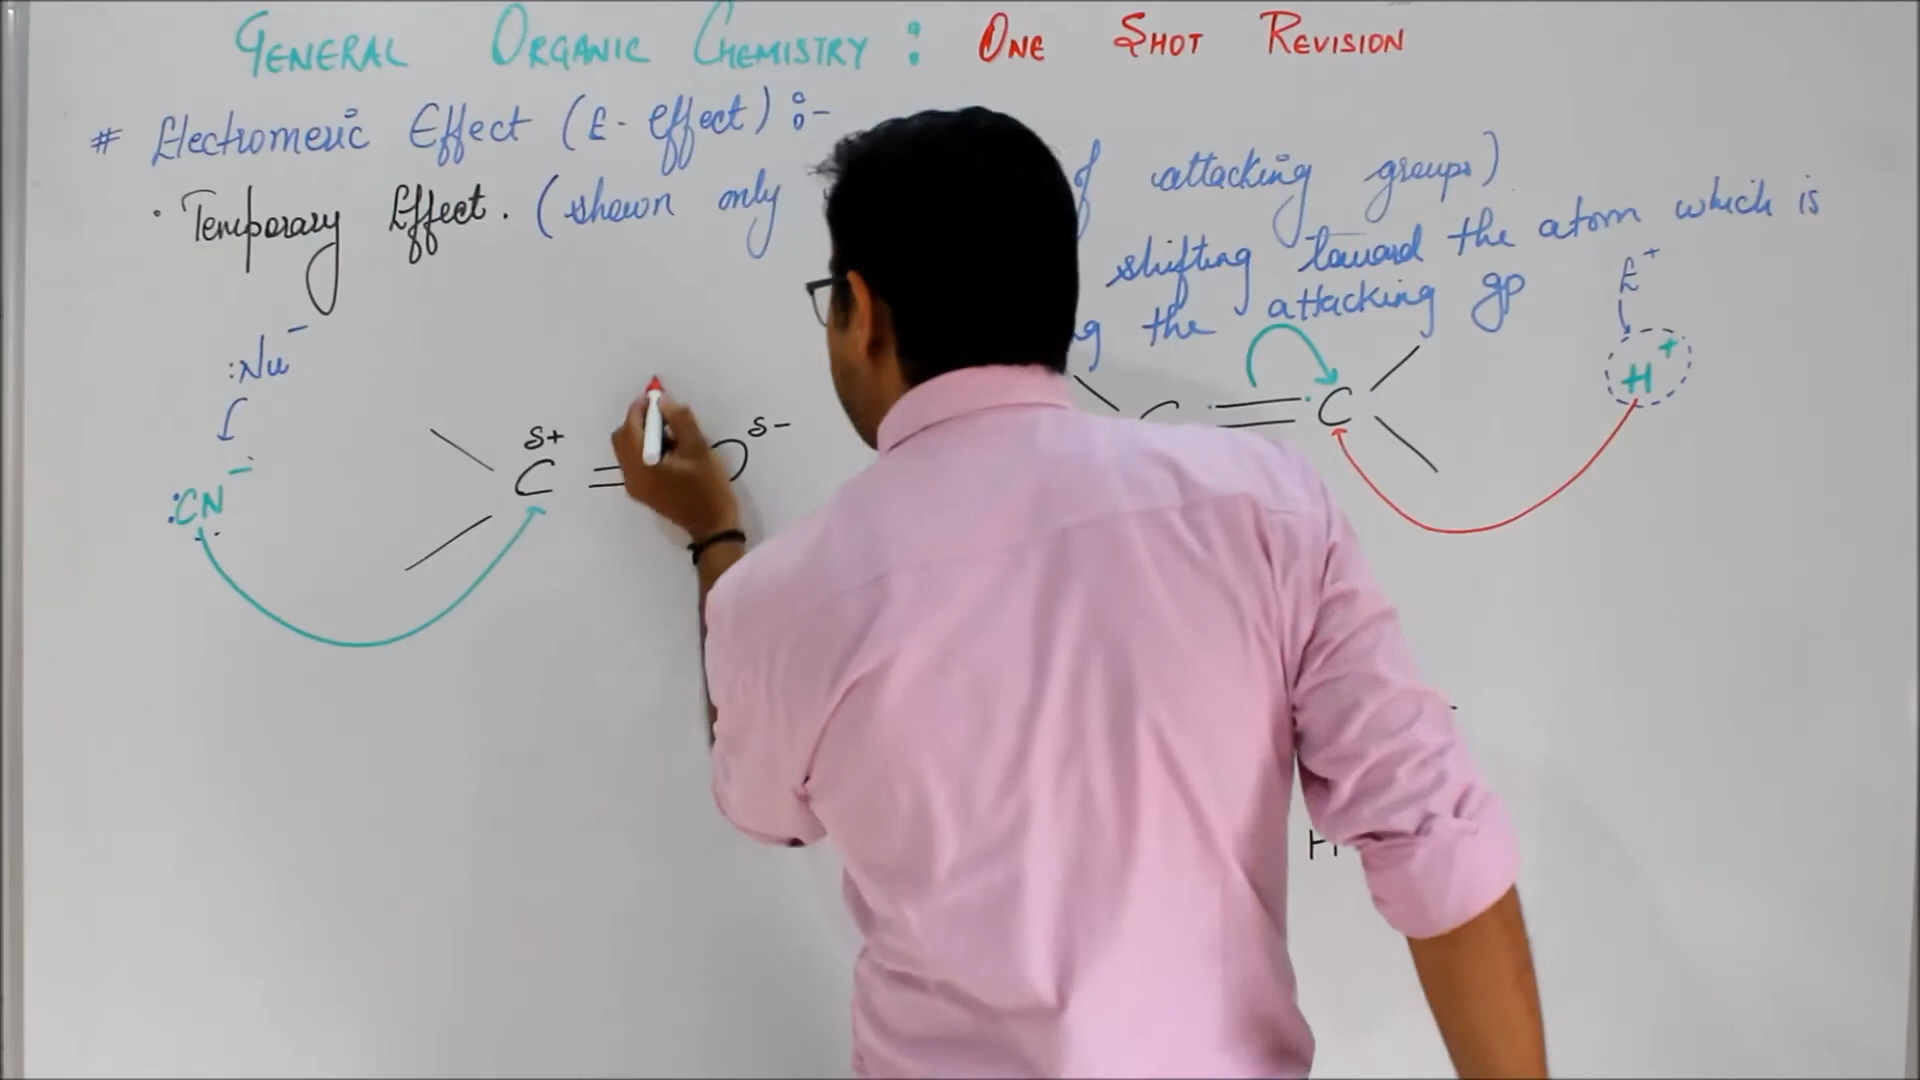 GENERAL ORGANIC CHEMISTRY : ONE SHOT REVISION
# Electromeric Effect (E- effect) :-
• Temporary Effect. (shown only of attacking groups)
shifting toward the atom which is
the attacking gp
E+
:Nu-
H+
δ+ δ-
C = O
C = C
:CN-
H